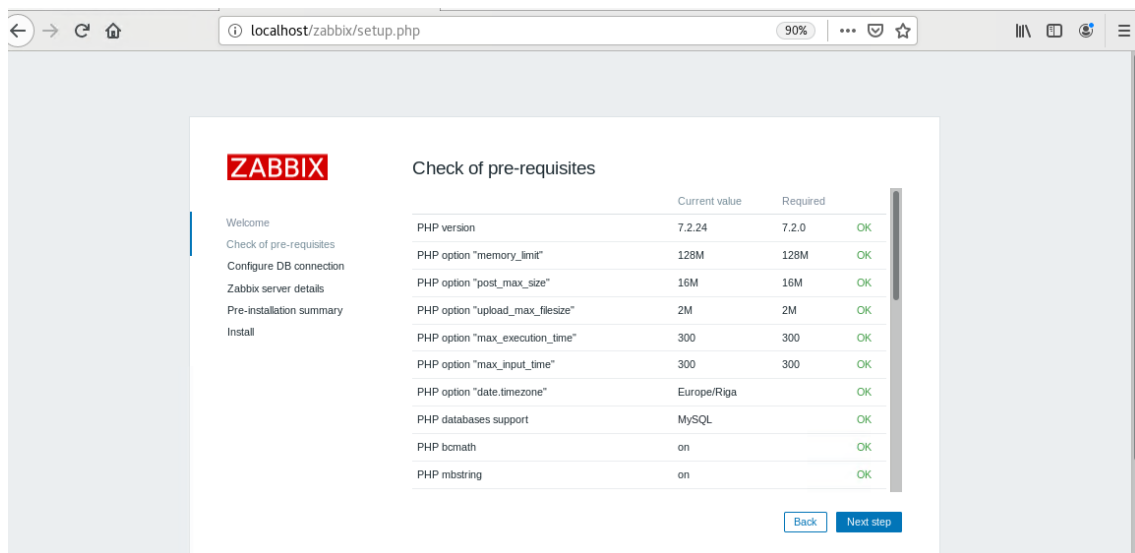 localhost/zabbix/setup.php 90%
ZABBIX
Welcome
Check of pre-requisites
Configure DB connection
Zabbix server details
Pre-installation summary
Install
Check of pre-requisites
Current value Required
PHP version 7.2.24 7.2.0 OK
PHP option "memory_limit" 128M 128M OK
PHP option "post_max_size" 16M 16M OK
PHP option "upload_max_filesize" 2M 2M OK
PHP option "max_execution_time" 300 300 OK
PHP option "max_input_time" 300 300 OK
PHP option "date.timezone" Europe/Riga OK
PHP databases support MySQL OK
PHP bcmath on OK
PHP mbstring on OK
Back Next step